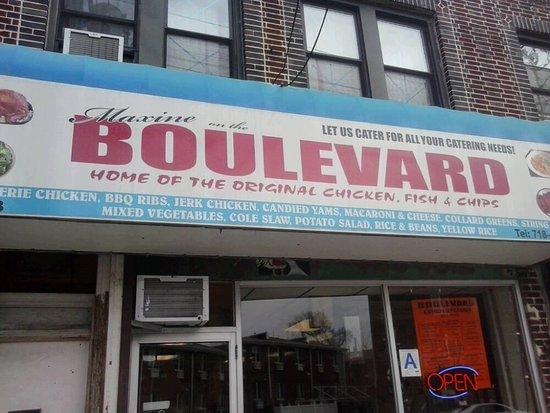 Maxine on the
LET US CATER FOR ALL YOUR CATERING NEEDS!
BOULEVARD
HOME OF THE ORIGINAL CHICKEN, FISH & CHIPS
ERIE CHICKEN, BBQ RIBS, JERK CHICKEN, CANDIED YAMS, MACARONI & CHEESE, COLLARD GREENS, STRING
MIXED VEGETABLES, COLE SLAW, POTATO SALAD, RICE & BEANS, YELLOW RICE
Tel: 718-
BOULEVARD
A
OPEN